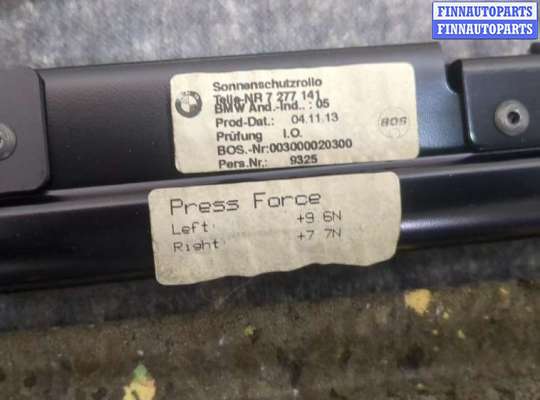 FINNAUTOPARTS
FINNAUTOPARTS
Sonnenschutzrollo
Teile-NR 7 277 141
BMW Änd.-Ind.. : 05
Prod-Dat.: 04.11.13
Prüfung I.O.
BOS.-Nr:003000020300
Pers.Nr.: 9325
BOS
Press Force
Left +9 6N
Right +7 7N